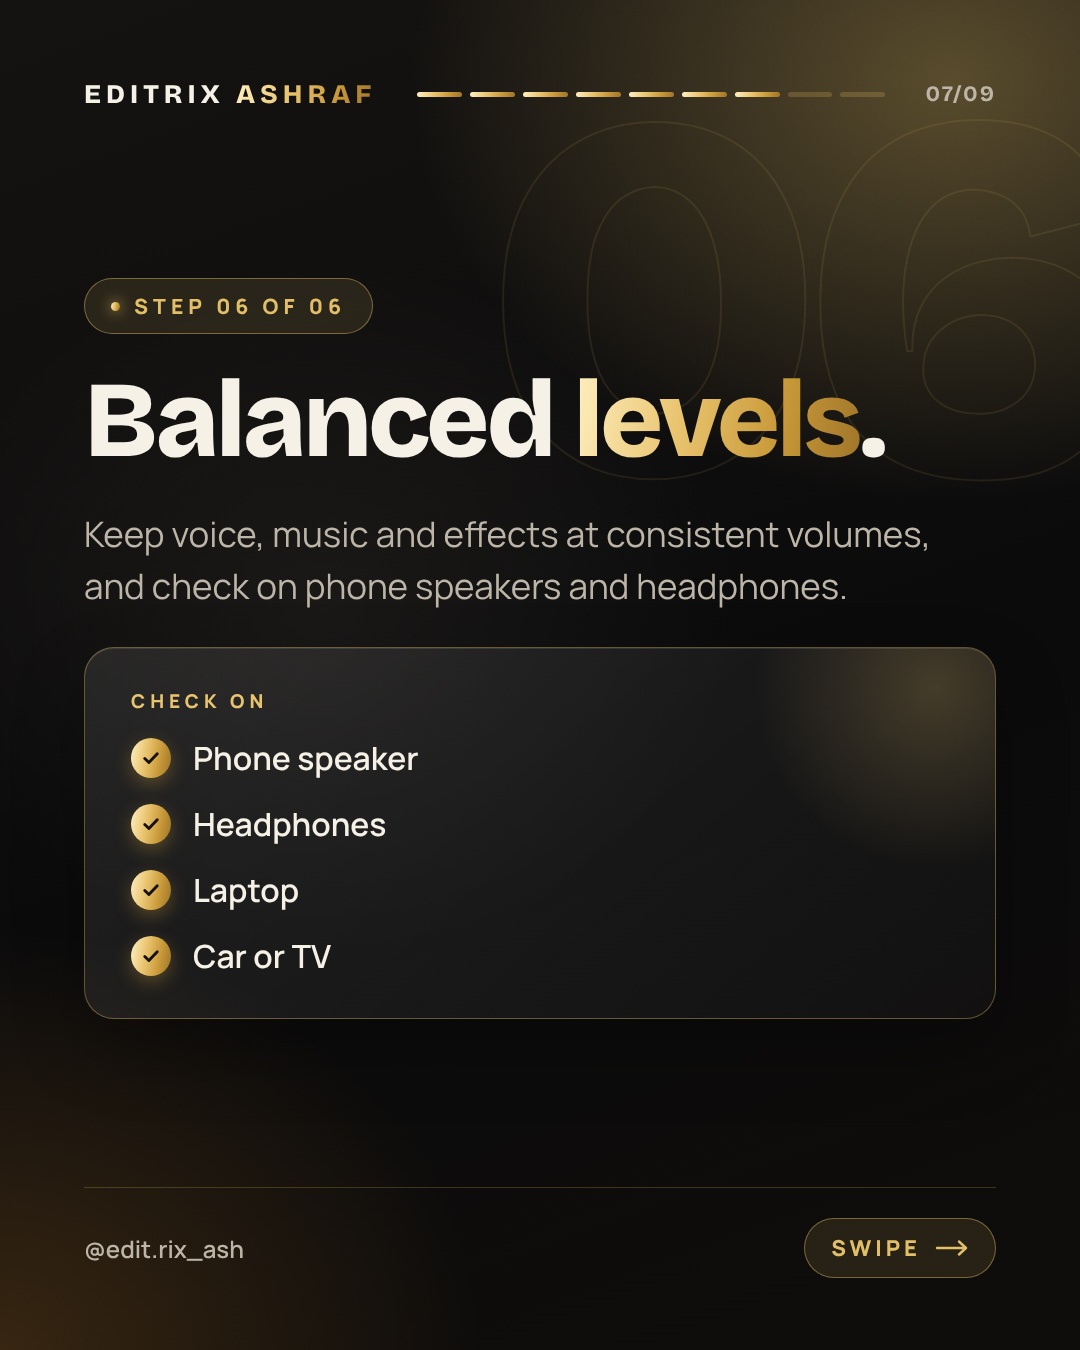 EDITRIX ASHRAF
07/09
06
STEP 06 OF 06
Balanced levels.
Keep voice, music and effects at consistent volumes,
and check on phone speakers and headphones.
CHECK ON
Phone speaker
Headphones
Laptop
Car or TV
@edit.rix_ash
SWIPE